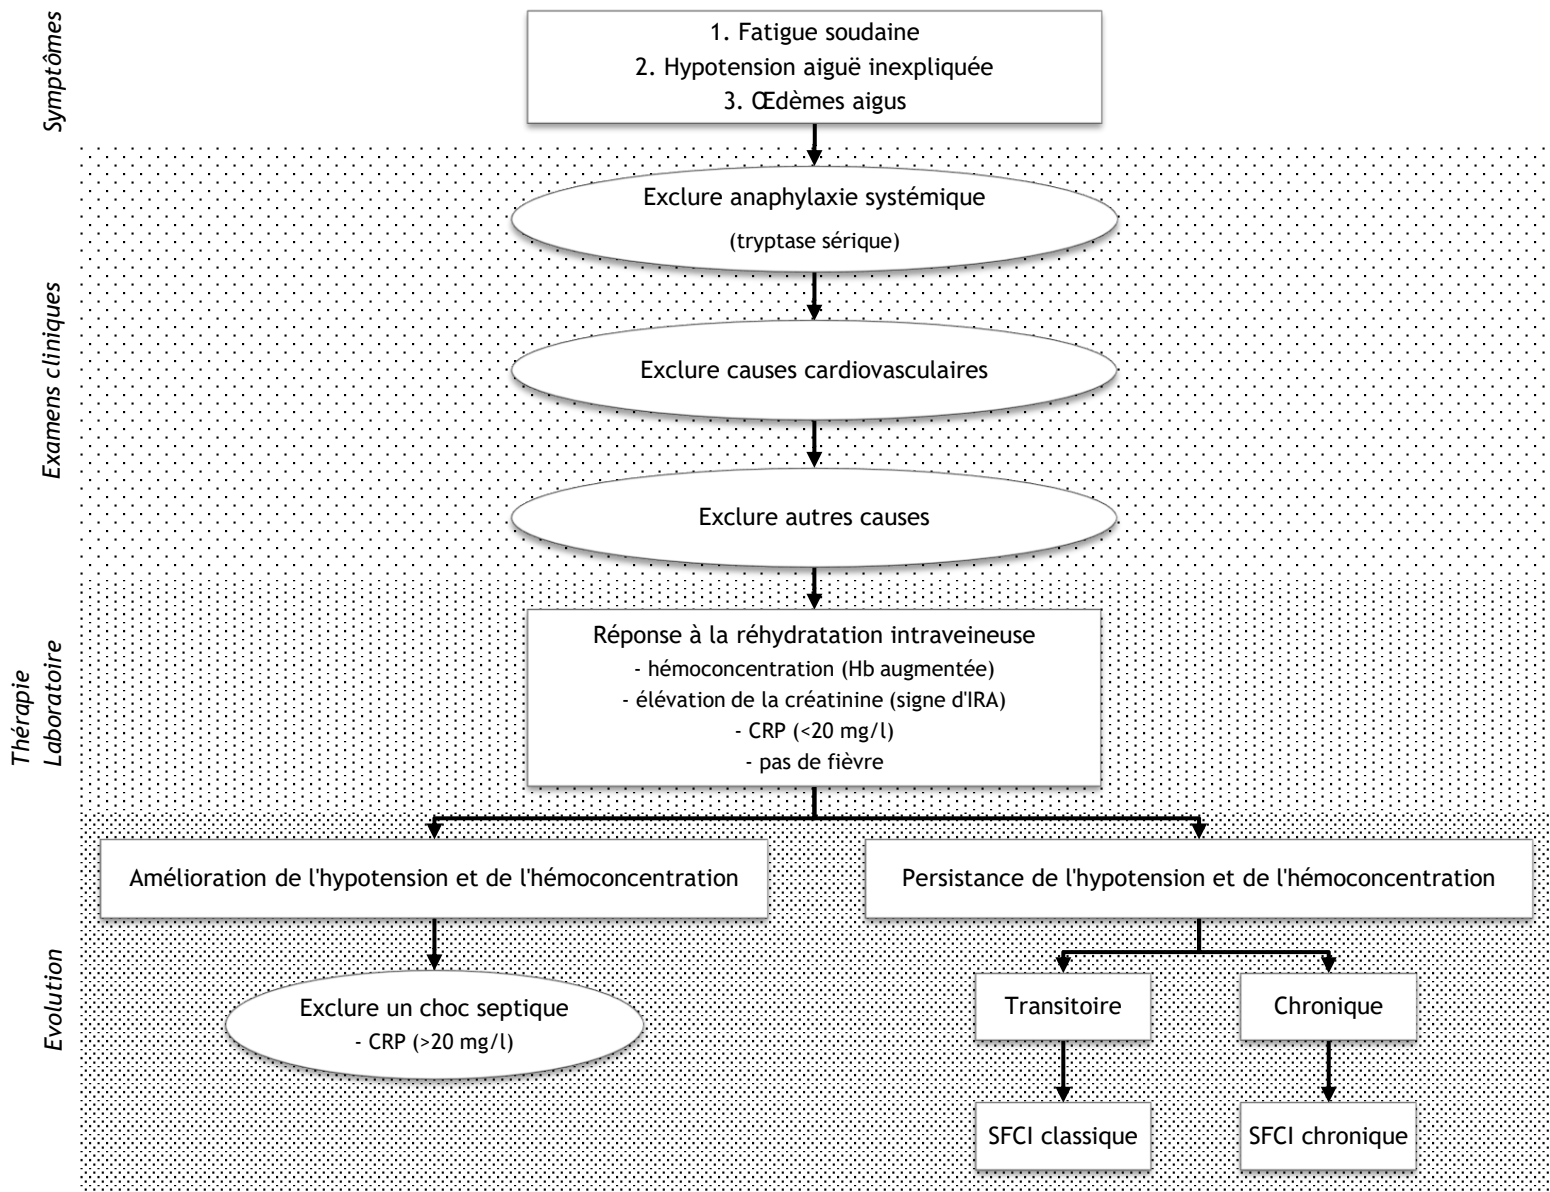 Symptômes
1. Fatigue soudaine
2. Hypotension aiguë inexpliquée
3. Œdèmes aigus
Examens cliniques
Exclure anaphylaxie systémique
(tryptase sérique)
Exclure causes cardiovasculaires
Exclure autres causes
Thérapie
Laboratoire
Réponse à la réhydratation intraveineuse
- hémoconcentration (Hb augmentée)
- élévation de la créatinine (signe d'IRA)
- CRP (<20 mg/l)
- pas de fièvre
Evolution
Amélioration de l'hypotension et de l'hémoconcentration
Persistance de l'hypotension et de l'hémoconcentration
Exclure un choc septique
- CRP (>20 mg/l)
Transitoire
Chronique
SFCI classique
SFCI chronique